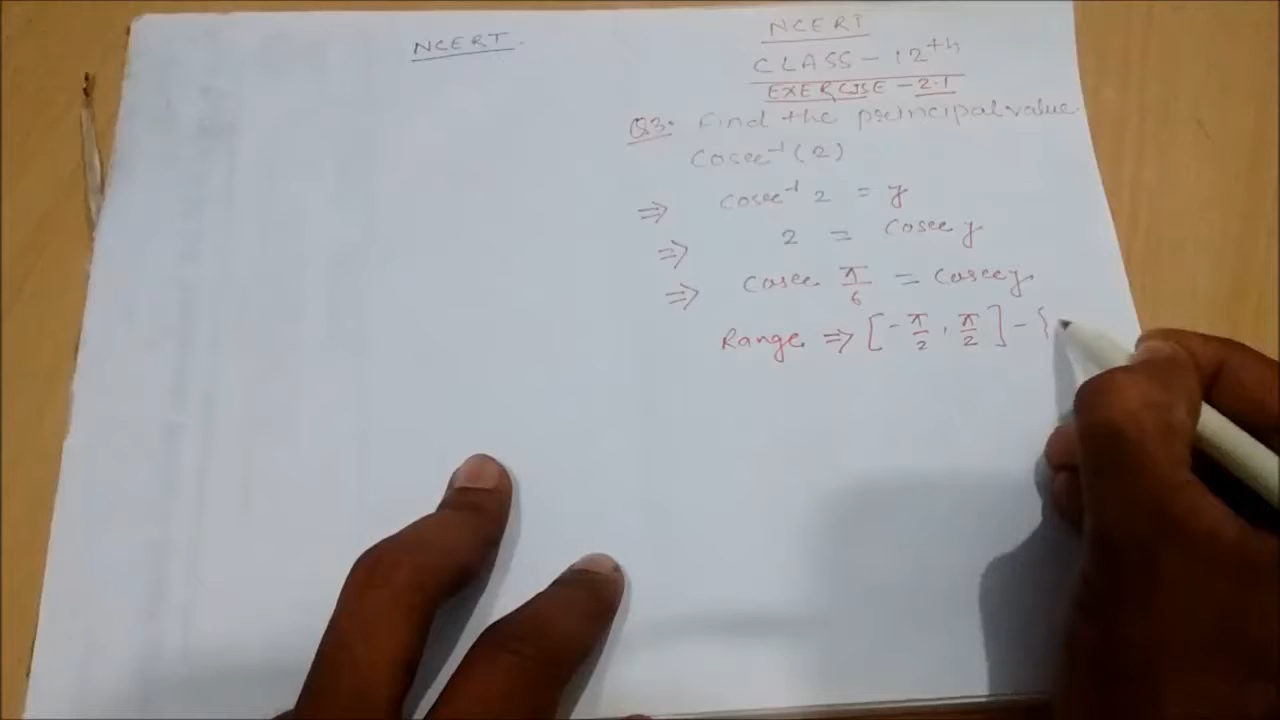 NCERT.
NCERT
CLASS - 12th
EXERCISE - 2.1
Q3. Find the principal value
Cosec⁻¹(2)
⇒ Cosec⁻¹ 2 = y
⇒ 2 = Cosec y
⇒ Cosec π/6 = Cosec y
Range ⇒ [-π/2, π/2] - {